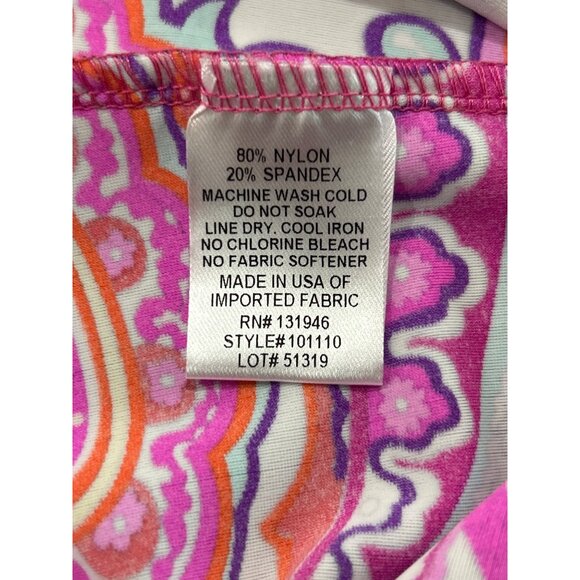 80% NYLON
20% SPANDEX
MACHINE WASH COLD
DO NOT SOAK
LINE DRY. COOL IRON
NO CHLORINE BLEACH
NO FABRIC SOFTENER
MADE IN USA OF
IMPORTED FABRIC
RN# 131946
STYLE#101110
LOT# 51319